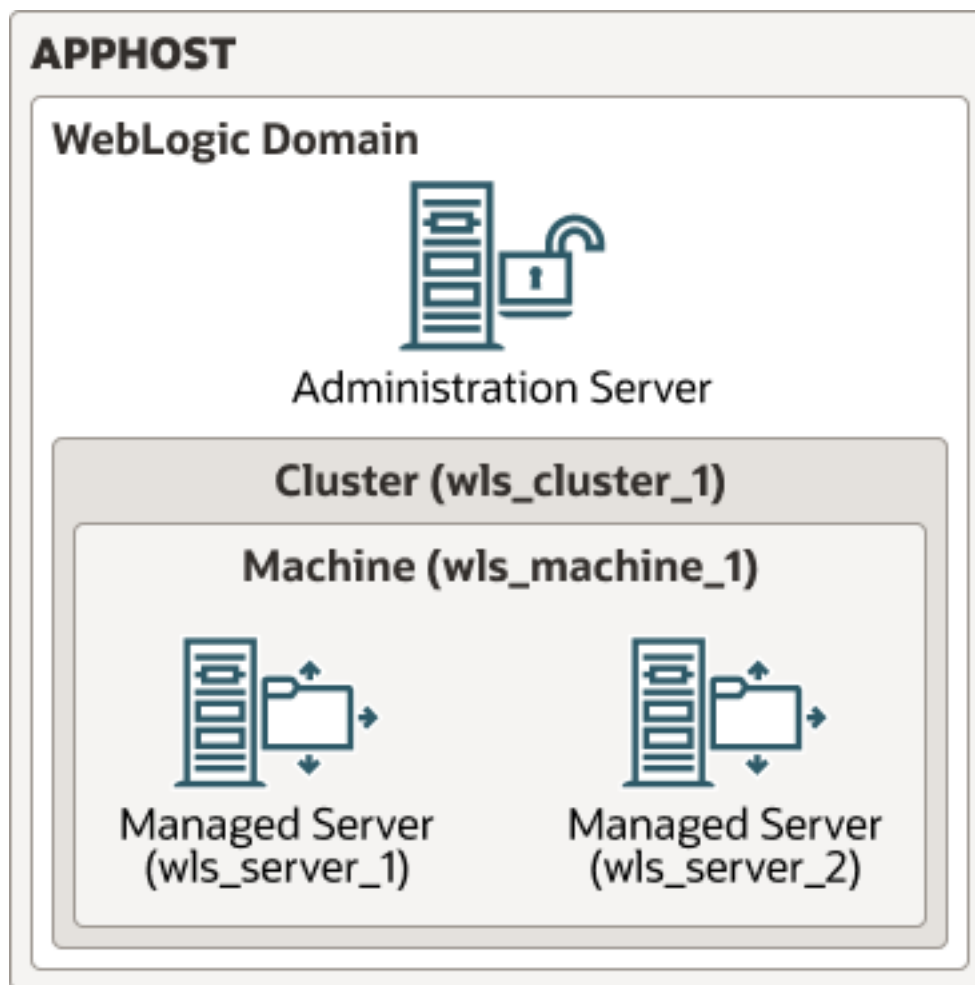 APPHOST
WebLogic Domain
Administration Server
Cluster (wls_cluster_1)
Machine (wls_machine_1)
Managed Server
(wls_server_1)
Managed Server
(wls_server_2)